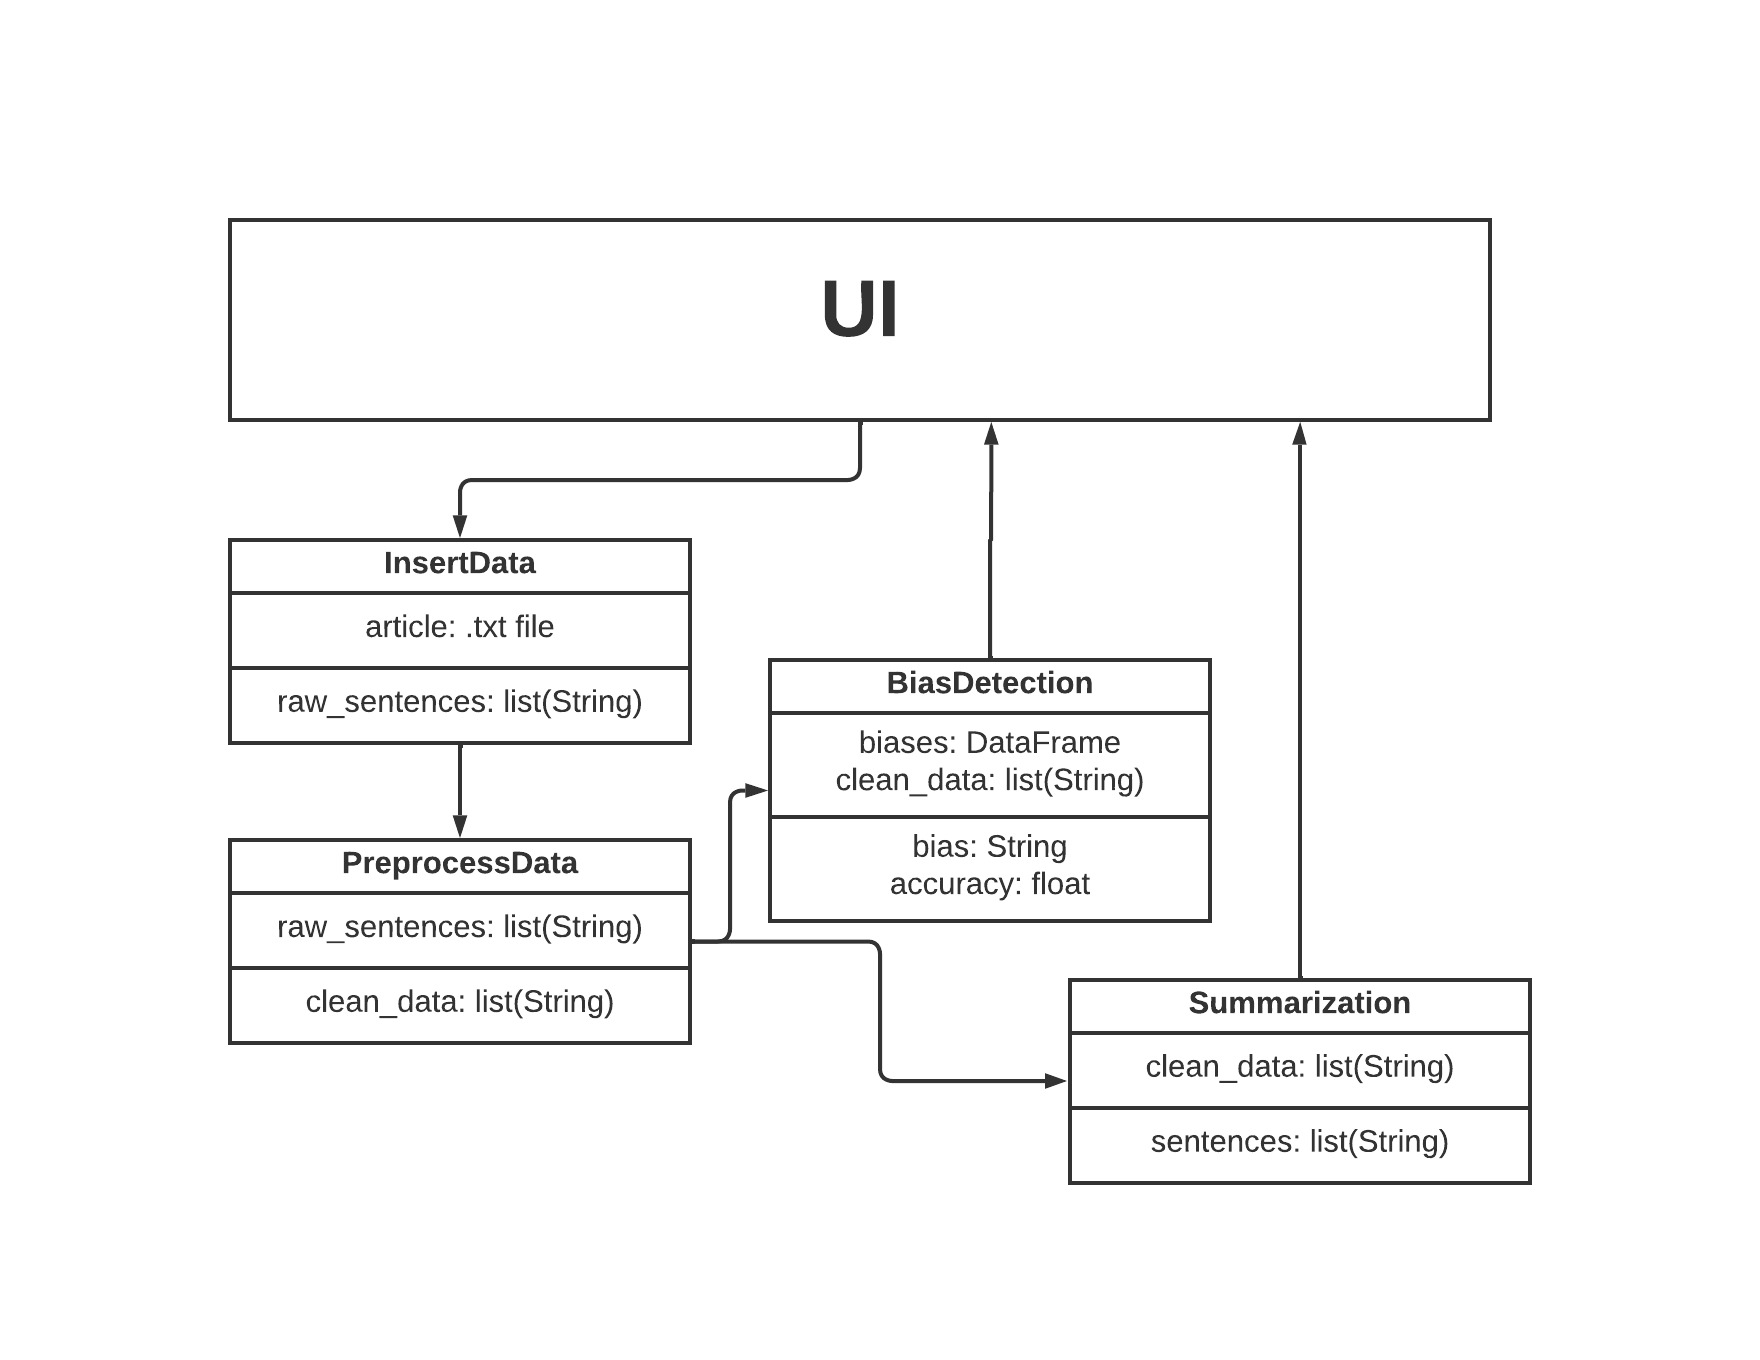 UI
InsertData
article: .txt file
raw_sentences: list(String)
PreprocessData
raw_sentences: list(String)
clean_data: list(String)
BiasDetection
biases: DataFrame
clean_data: list(String)
bias: String
accuracy: float
Summarization
clean_data: list(String)
sentences: list(String)